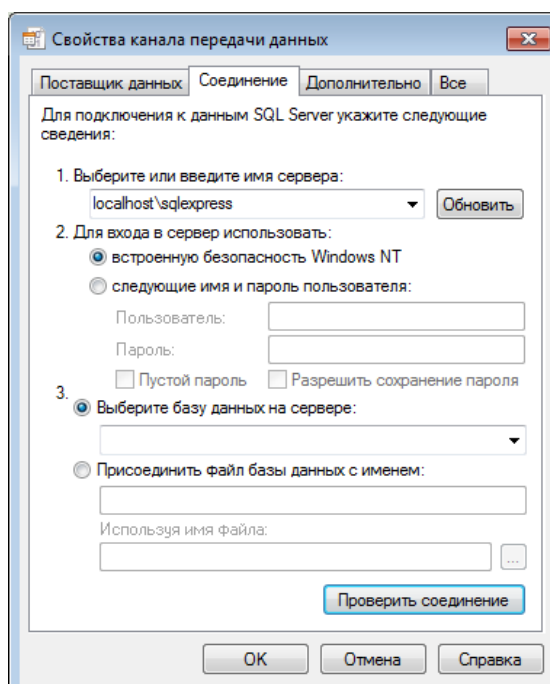 Свойства канала передачи данных
Поставщик данных Соединение Дополнительно Все
Для подключения к данным SQL Server укажите следующие
сведения:
1. Выберите или введите имя сервера:
localhost\sqlexpress Обновить
2. Для входа в сервер использовать:
встроенную безопасность Windows NT
следующие имя и пароль пользователя:
Пользователь:
Пароль:
Пустой пароль Разрешить сохранение пароля
3. Выберите базу данных на сервере:
Присоединить файл базы данных с именем:
Используя имя файла:
...
Проверить соединение
OK Отмена Справка